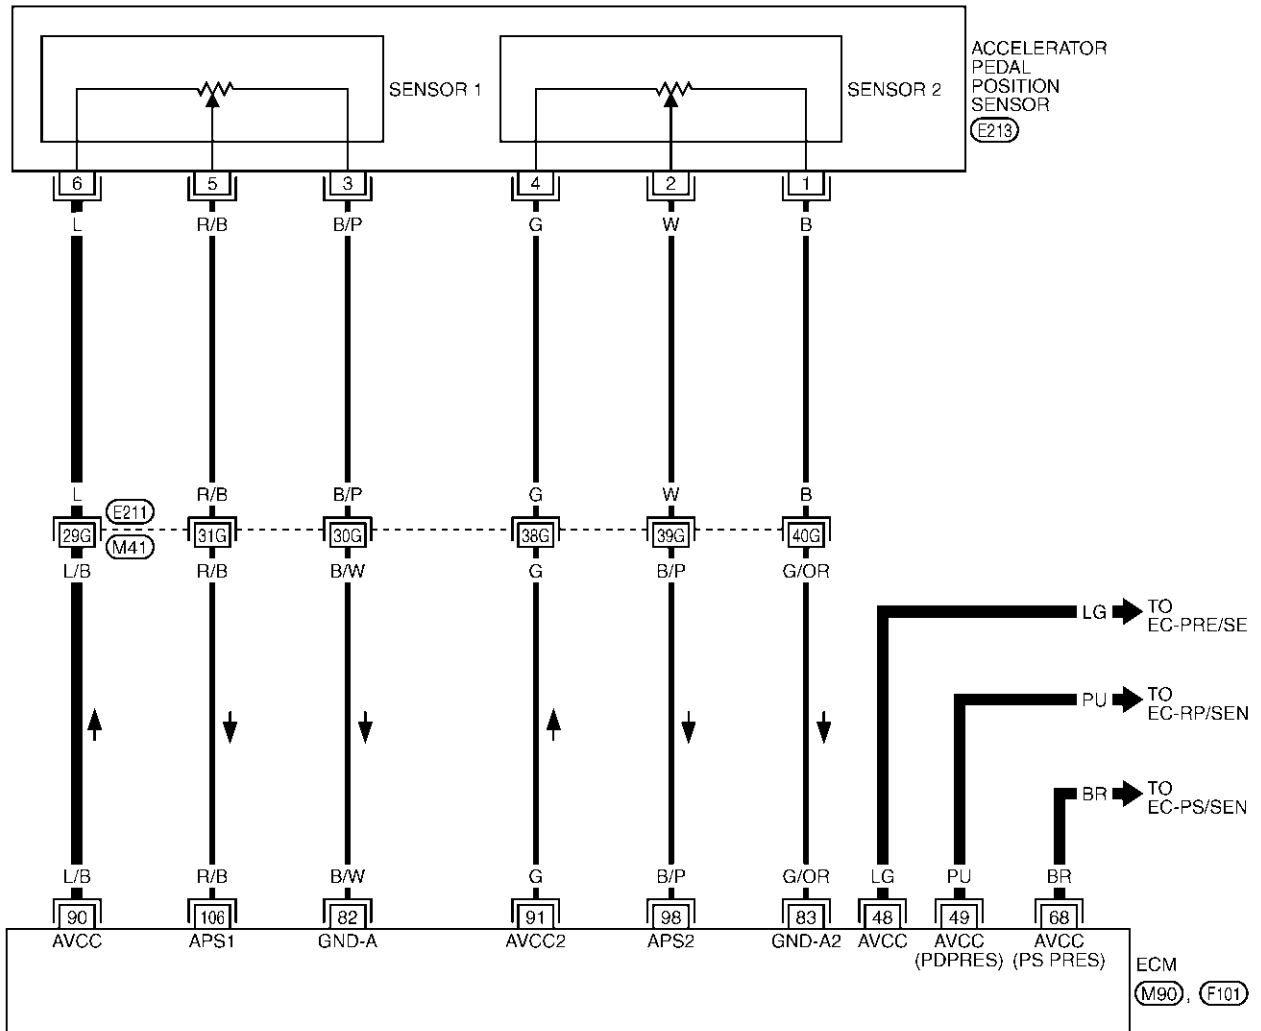 SENSOR 1
SENSOR 2
ACCELERATOR
PEDAL
POSITION
SENSOR
E213
6 5 3 4 2 1
L R/B B/P G W B
L R/B B/P G W B
E211
29G 31G 30G 38G 39G 40G
M41
L/B R/B B/W G B/P G/OR
LG TO
EC-PRE/SE
PU TO
EC-RP/SEN
BR TO
EC-PS/SEN
L/B R/B B/W G B/P G/OR LG PU BR
90 106 82 91 98 83 48 49 68
AVCC APS1 GND-A AVCC2 APS2 GND-A2 AVCC AVCC AVCC
(PDPRES) (PS PRES)
ECM
M90 , F101